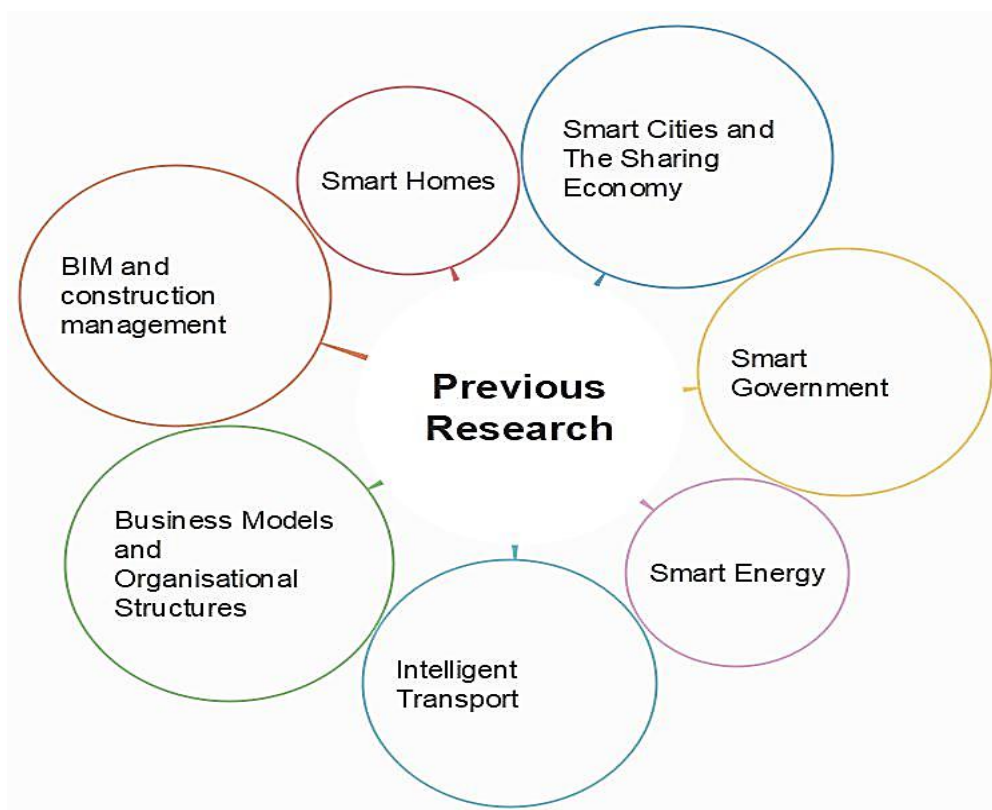 Smart Cities and
The Sharing
Economy
Smart Homes
BIM and
construction
management
Smart
Government
Previous
Research
Business Models
and
Organisational
Structures
Smart Energy
Intelligent
Transport